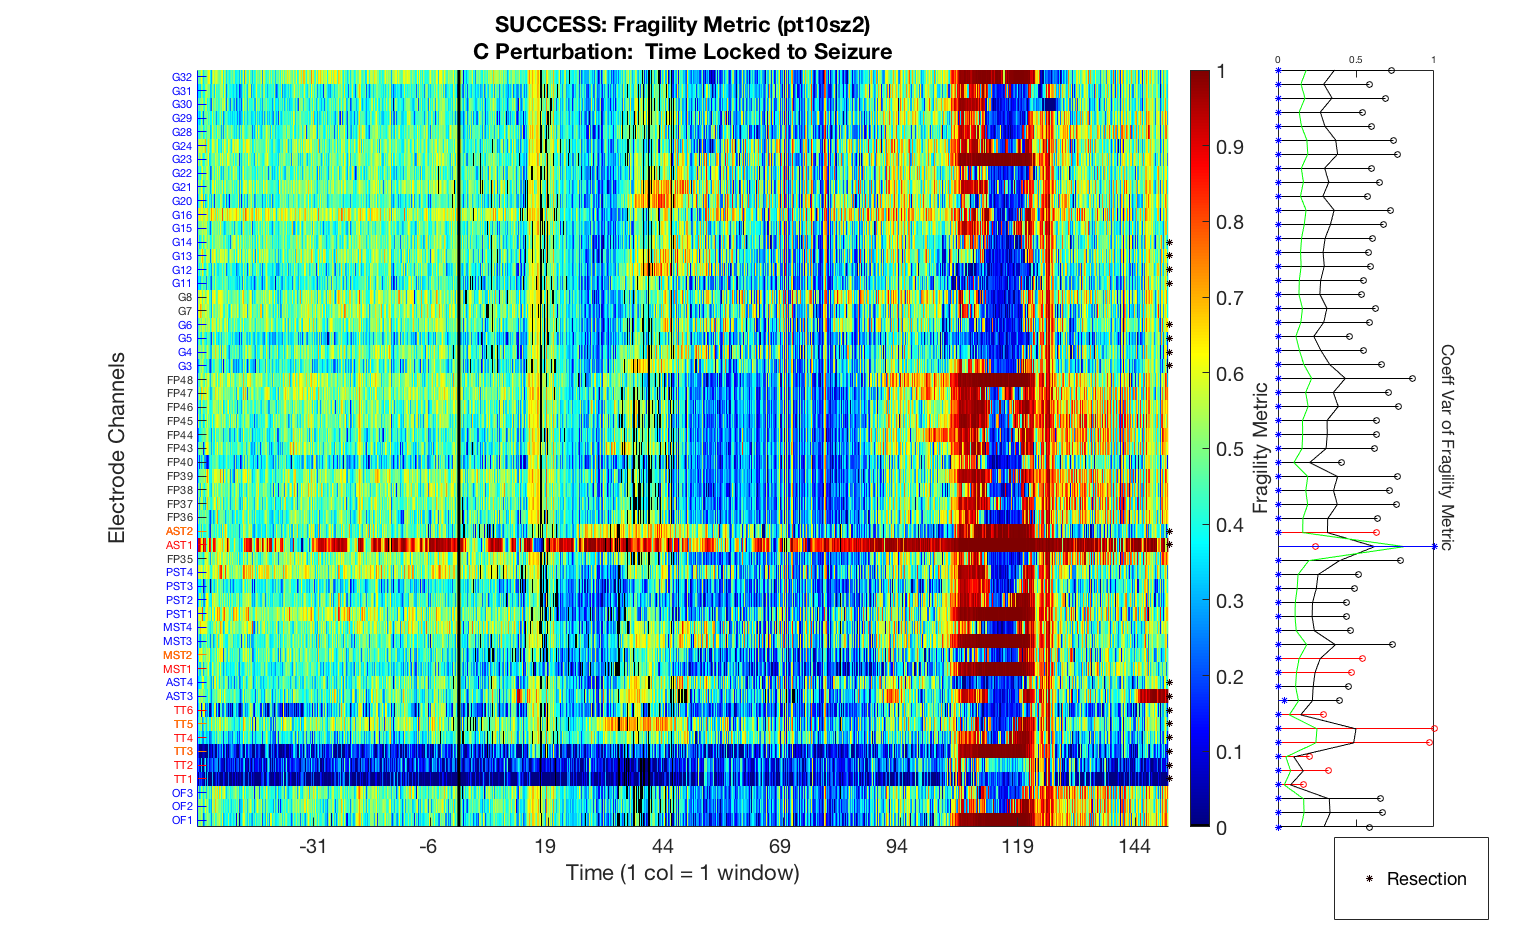 SUCCESS: Fragility Metric (pt10sz2)
C Perturbation:  Time Locked to Seizure
Electrode Channels
G32
G31
G30
G29
G28
G24
G23
G22
G21
G20
G16
G15
G14
G13
G12
G11
G8
G7
G6
G5
G4
G3
FP48
FP47
FP46
FP45
FP44
FP43
FP40
FP39
FP38
FP37
FP36
AST2
AST1
FP35
PST4
PST3
PST2
PST1
MST4
MST3
MST2
MST1
AST4
AST3
TT6
TT5
TT4
TT3
TT2
TT1
OF3
OF2
OF1
-31 -6 19 44 69 94 119 144
Time (1 col = 1 window)
1
0.9
0.8
0.7
0.6
0.5
0.4
0.3
0.2
0.1
0
Fragility Metric
0 0.5 1
Coeff Var of Fragility Metric
Resection